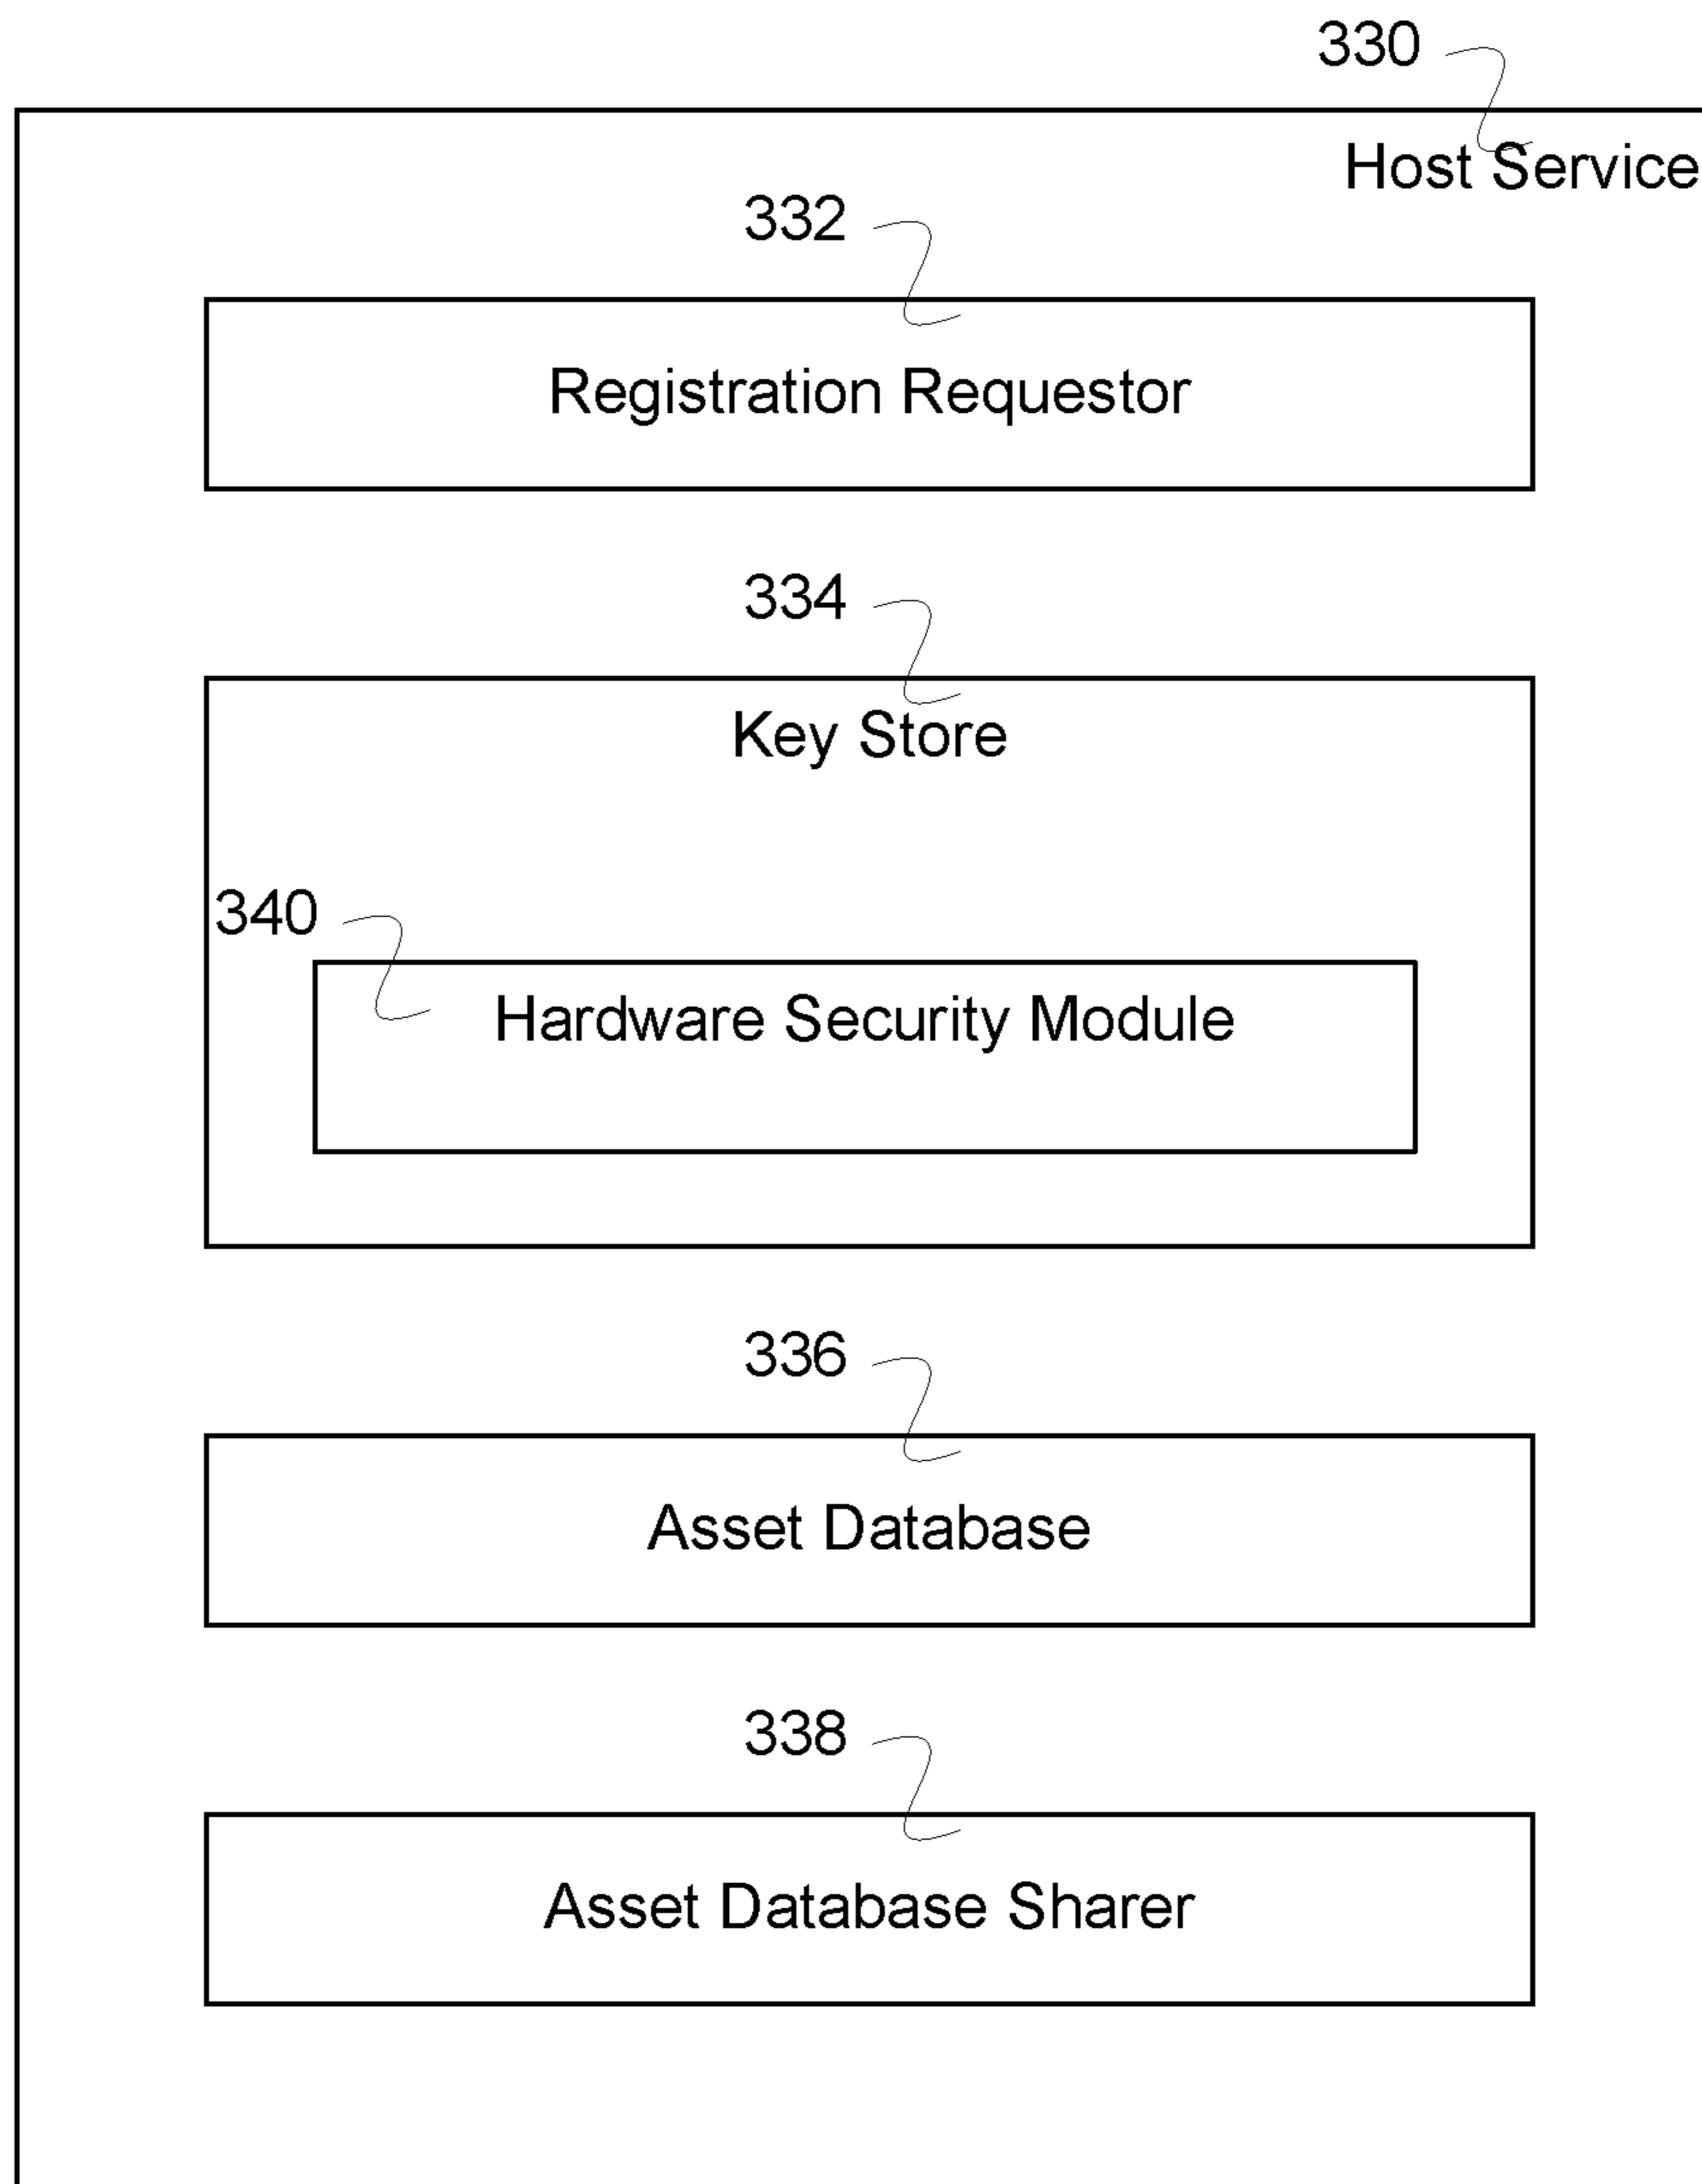 330
Host Service
332
Registration Requestor
334
Key Store
340
Hardware Security Module
336
Asset Database
338
Asset Database Sharer